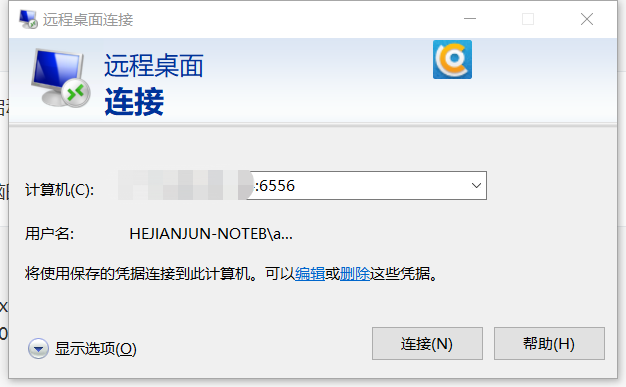 远程桌面连接
远程桌面
连接
计算机(C):
:6556
用户名:
HEJIANJUN-NOTEB\a...
将使用保存的凭据连接到此计算机。可以编辑或删除这些凭据。
显示选项(O)
连接(N)
帮助(H)